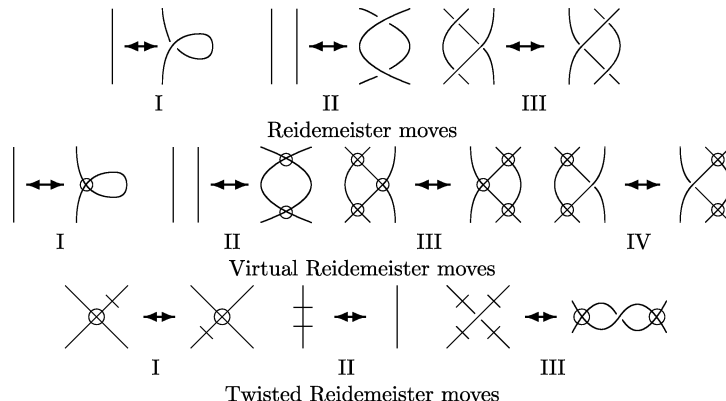 I II III
Reidemeister moves
I II III IV
Virtual Reidemeister moves
I II III
Twisted Reidemeister moves